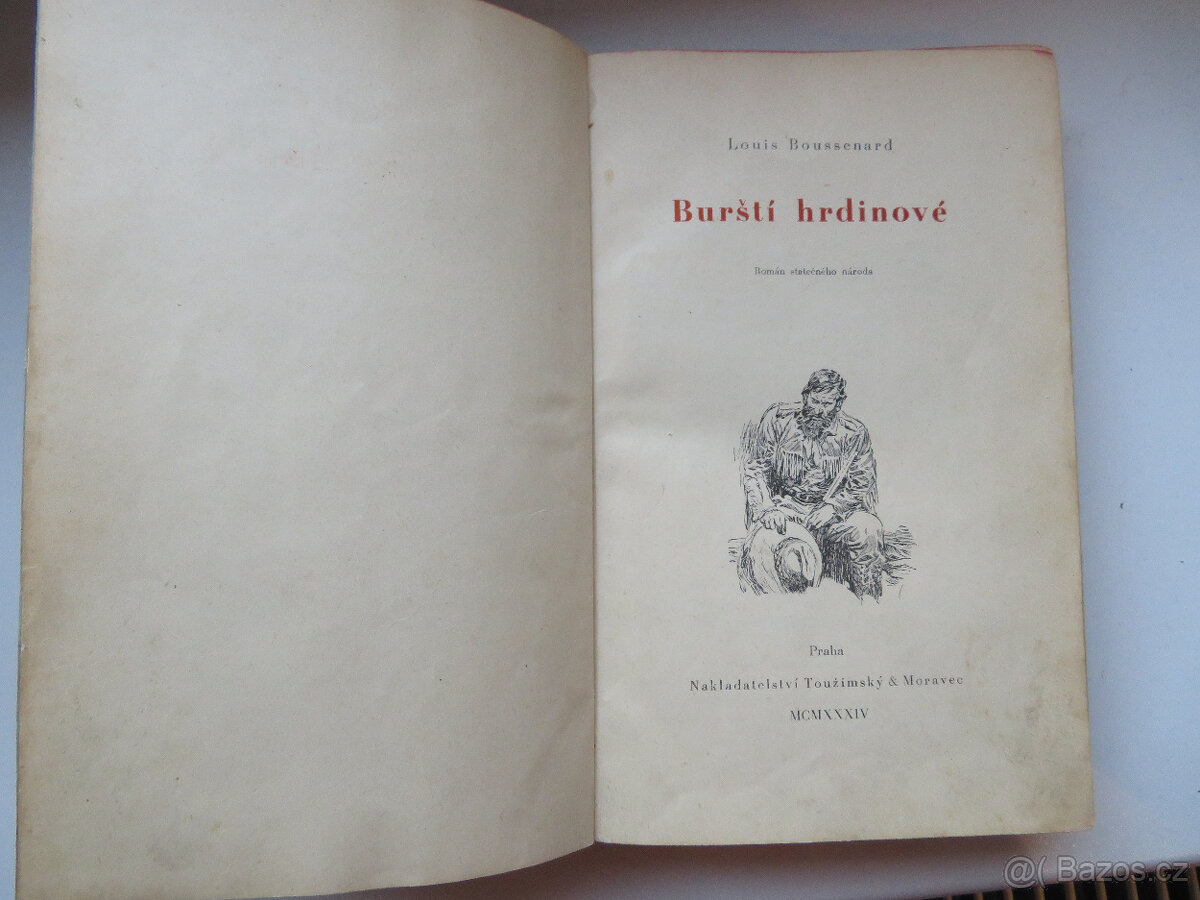 Louis Boussenard
Burští hrdinové
Román statečného národa
Praha
Nakladatelství Toužimský & Moravec
MCMXXXIV
@( Bazos.cz